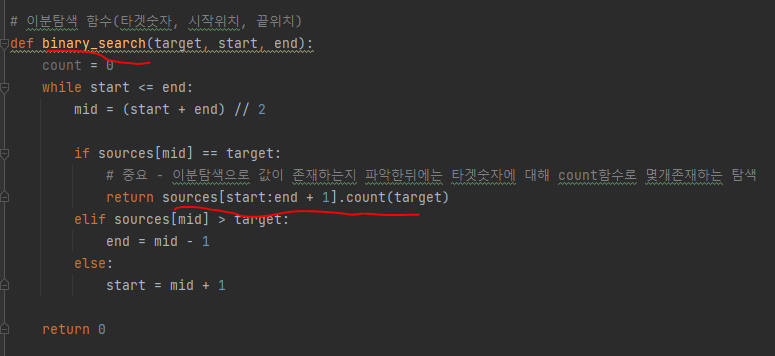 # 이분탐색 함수(타겟숫자, 시작위치, 끝위치)
def binary_search(target, start, end):
    count = 0
    while start <= end:
        mid = (start + end) // 2
        if sources[mid] == target:
            # 중요 - 이분탐색으로 값이 존재하는지 파악한뒤에는 타겟숫자에 대해 count함수로 몇개존재하는 탐색
            return sources[start:end + 1].count(target)
        elif sources[mid] > target:
            end = mid - 1
        else:
            start = mid + 1
    return 0